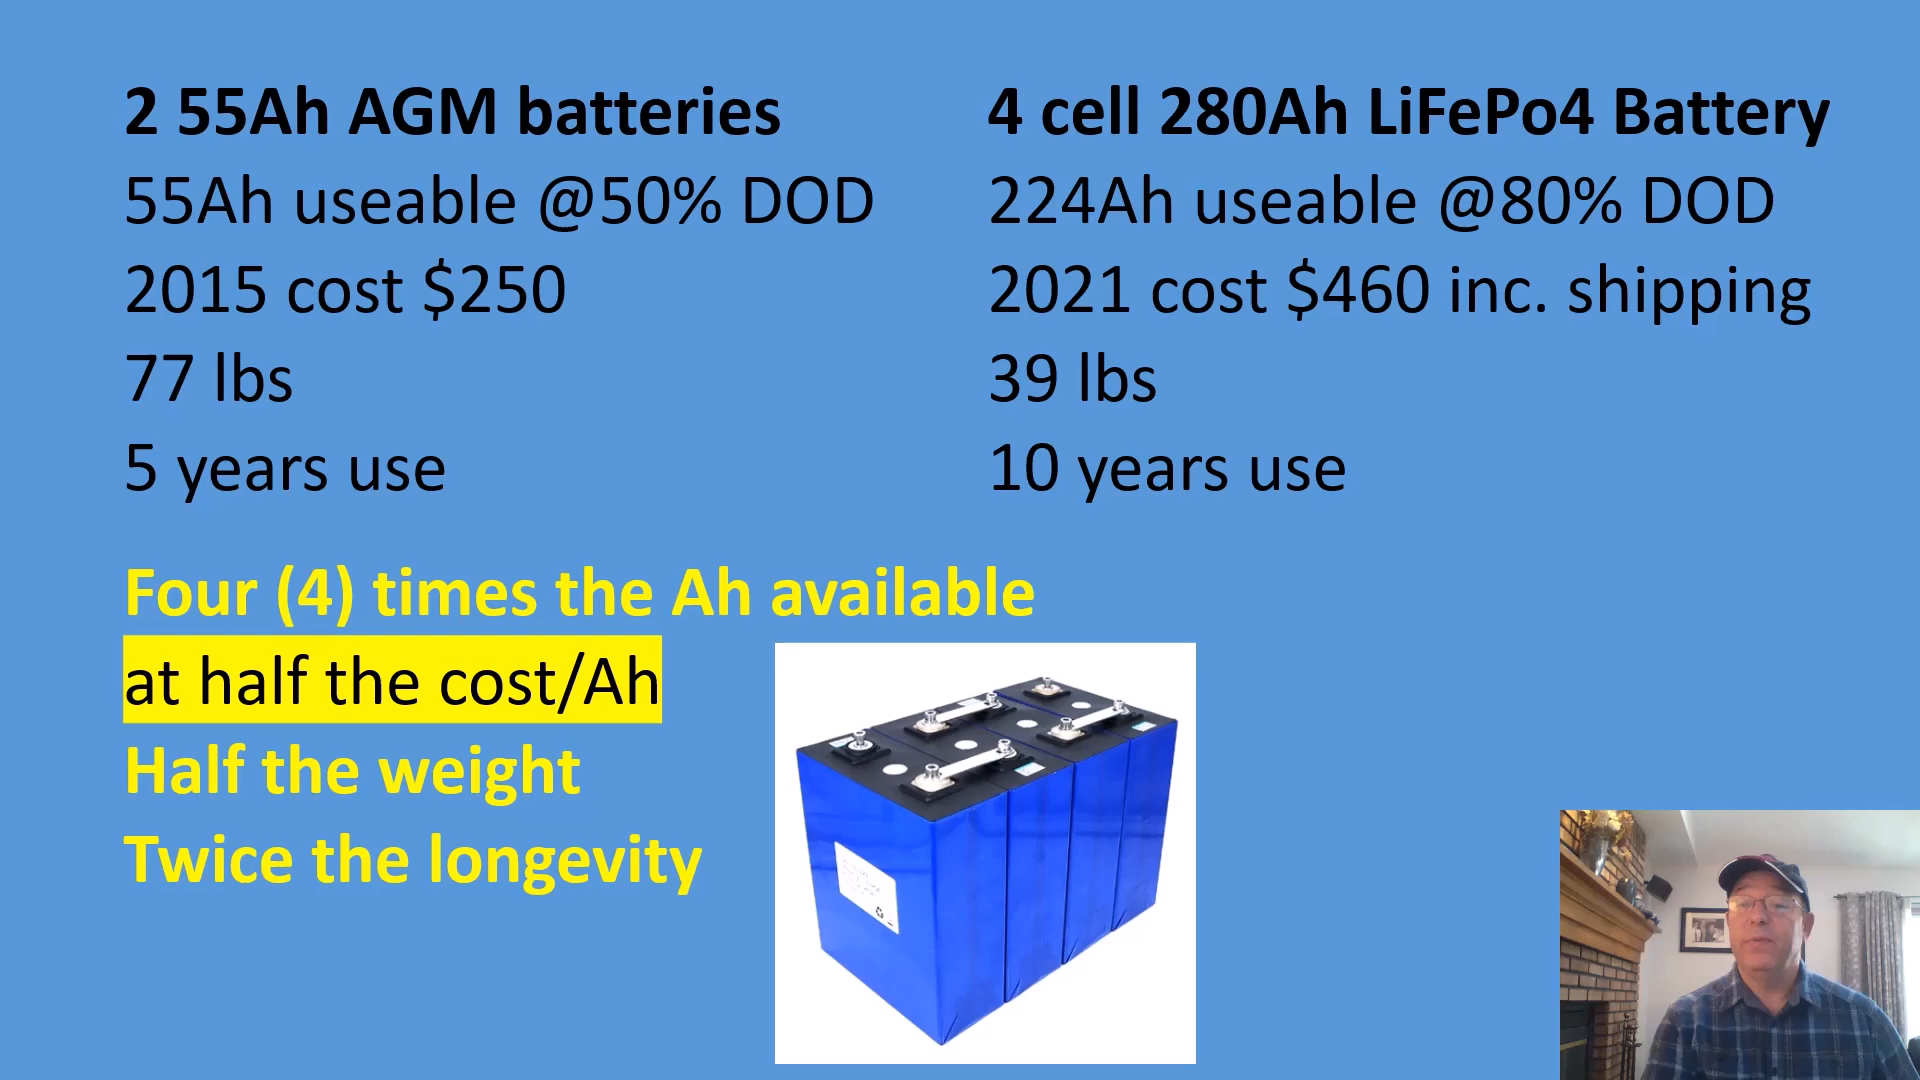 2 55Ah AGM batteries
55Ah useable @50% DOD
2015 cost $250
77 lbs
5 years use
4 cell 280Ah LiFePo4 Battery
224Ah useable @80% DOD
2021 cost $460 inc. shipping
39 lbs
10 years use
Four (4) times the Ah available
at half the cost/Ah
Half the weight
Twice the longevity